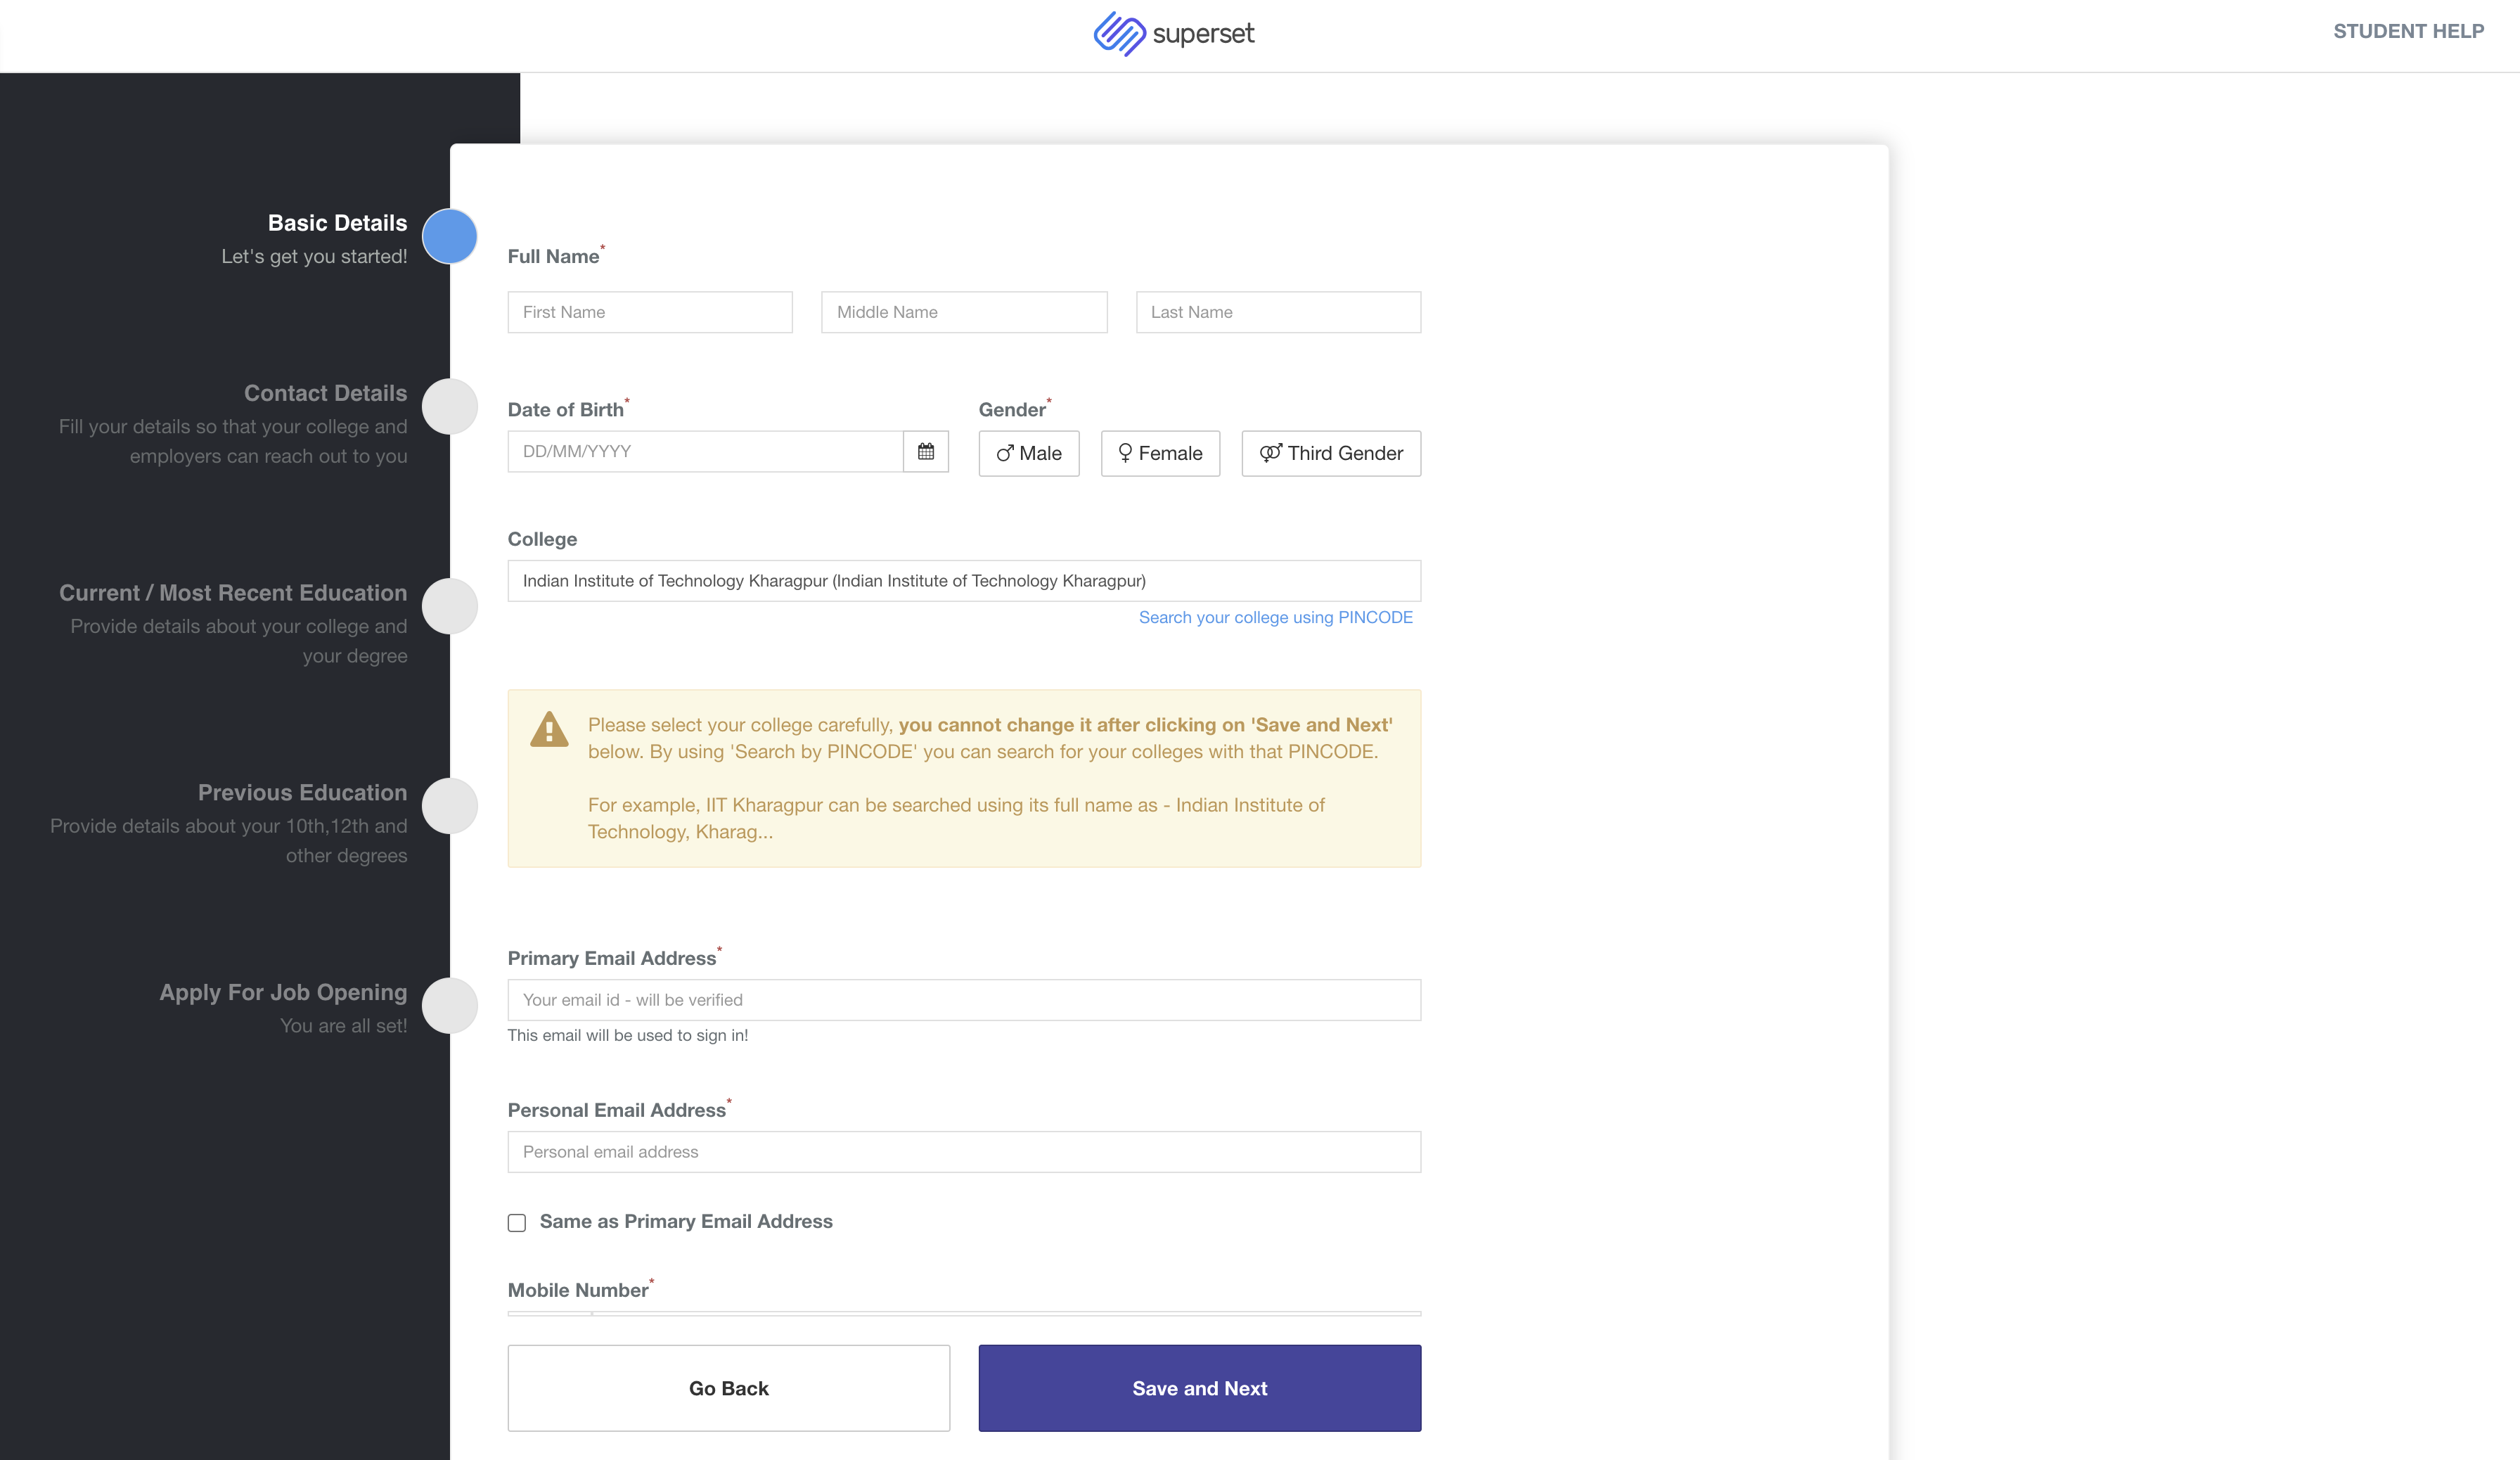 superset
STUDENT HELP
Basic Details
Let's get you started!
Contact Details
Fill your details so that your college and
employers can reach out to you
Current / Most Recent Education
Provide details about your college and
your degree
Previous Education
Provide details about your 10th,12th and
other degrees
Apply For Job Opening
You are all set!
Full Name*
First Name
Middle Name
Last Name
Date of Birth*
DD/MM/YYYY
Gender*
Male
Female
Third Gender
College
Indian Institute of Technology Kharagpur (Indian Institute of Technology Kharagpur)
Search your college using PINCODE
Please select your college carefully, you cannot change it after clicking on 'Save and Next'
below. By using 'Search by PINCODE' you can search for your colleges with that PINCODE.
For example, IIT Kharagpur can be searched using its full name as - Indian Institute of
Technology, Kharag...
Primary Email Address*
Your email id - will be verified
This email will be used to sign in!
Personal Email Address*
Personal email address
Same as Primary Email Address
Mobile Number*
Go Back
Save and Next